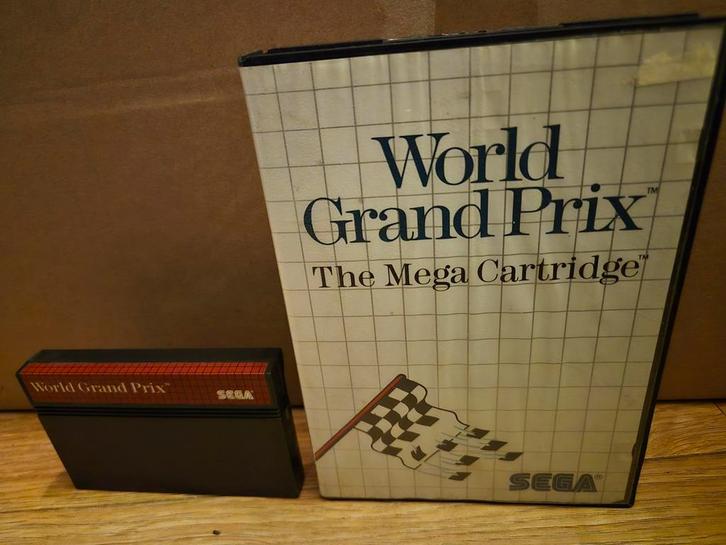 World
Grand Prix™
The Mega Cartridge™
SEGA®
World Grand Prix™
SEGA